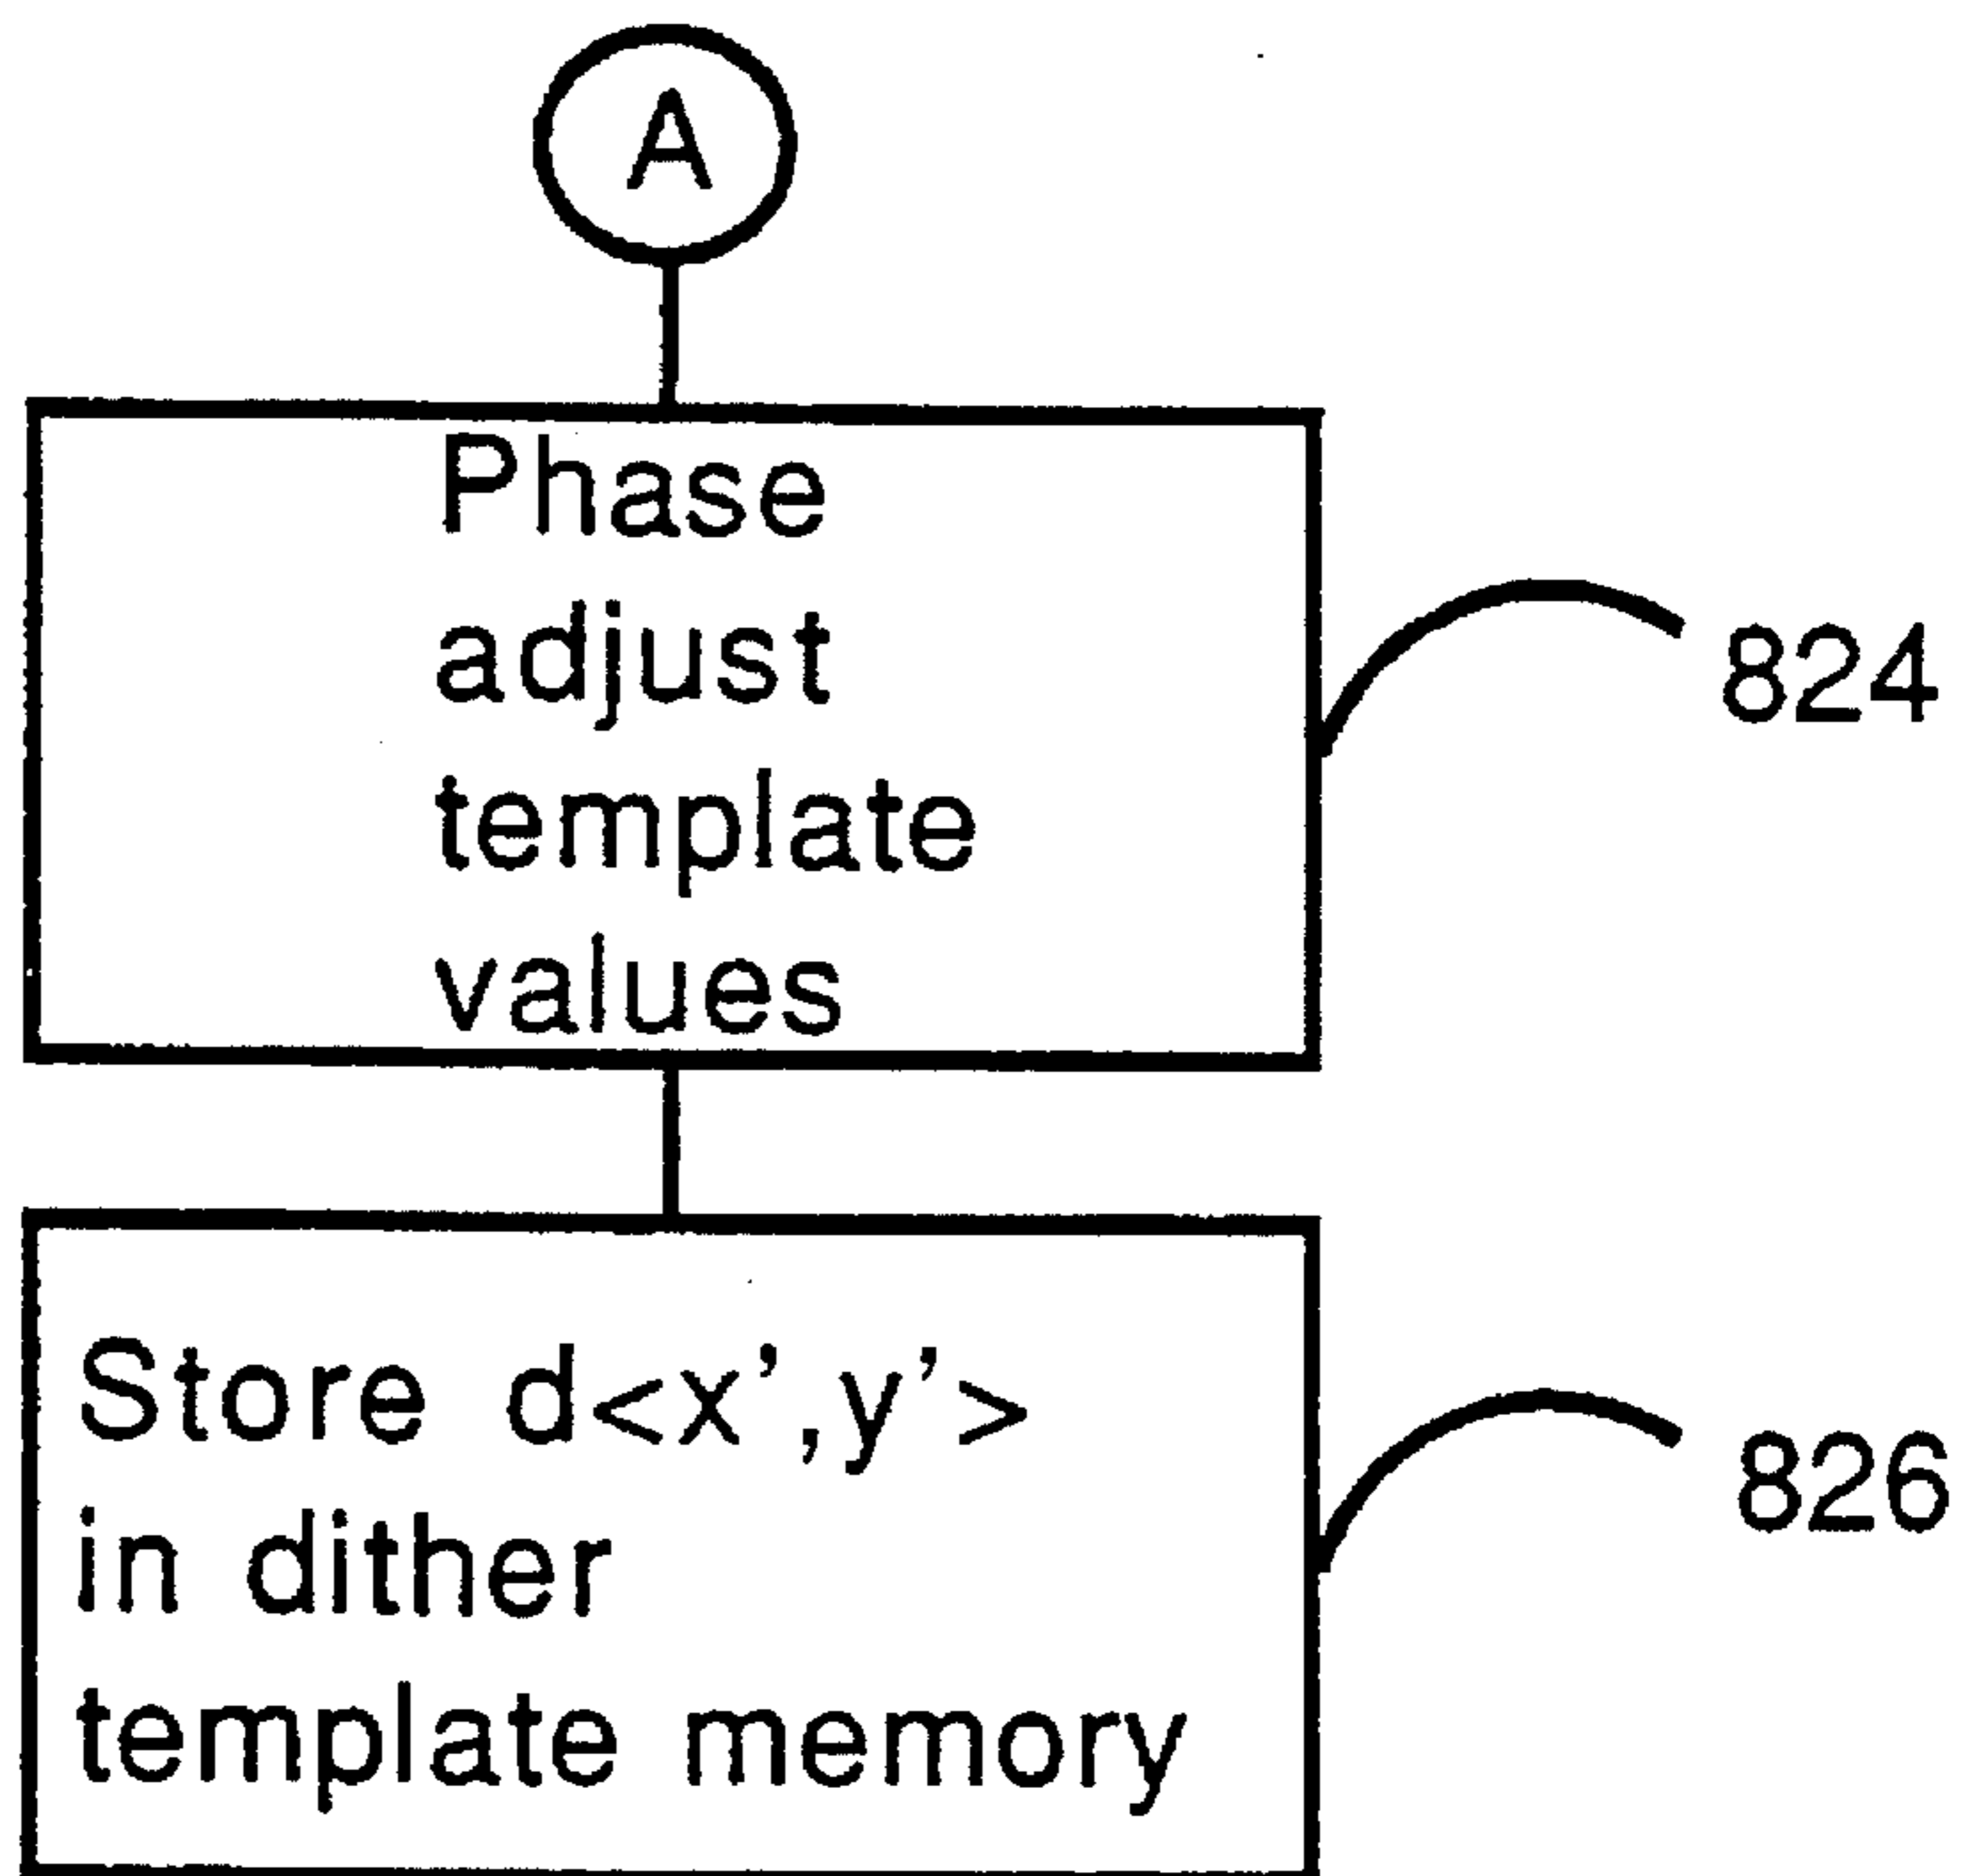 A
Phase
adjust
template
values
824
Store d<x',y'>
in dither
template memory
826